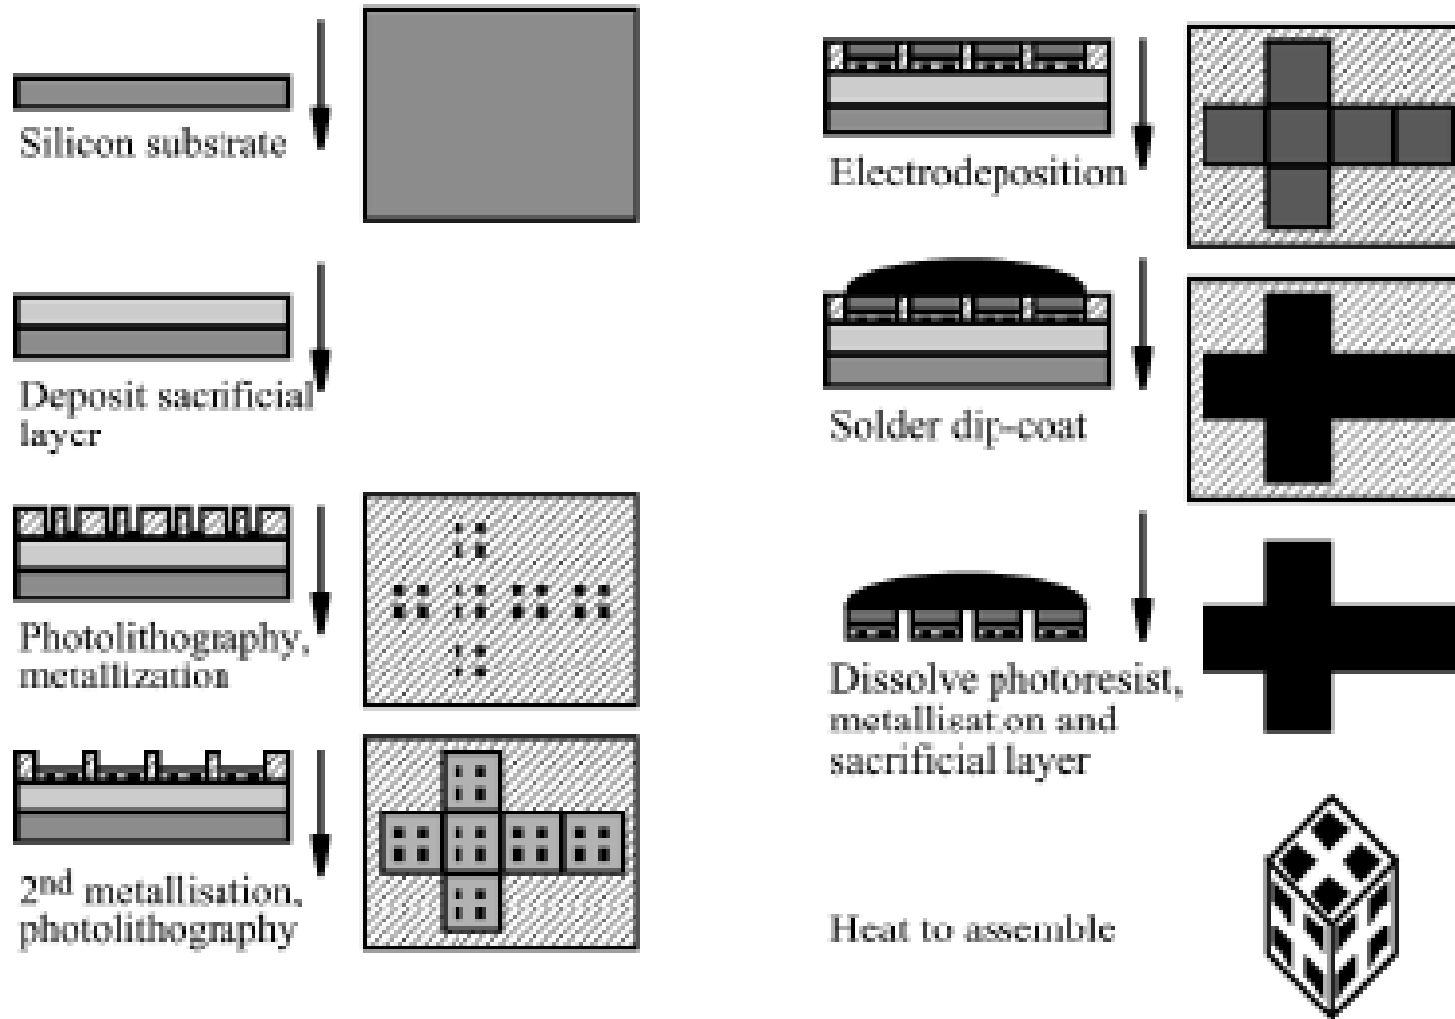 Silicon substrate
Deposit sacrificial
layer
Photolithography,
metallization
2nd metallisation,
photolithography
Electrodeposition
Solder dip-coat
Dissolve photoresist,
metallisation and
sacrificial layer
Heat to assemble